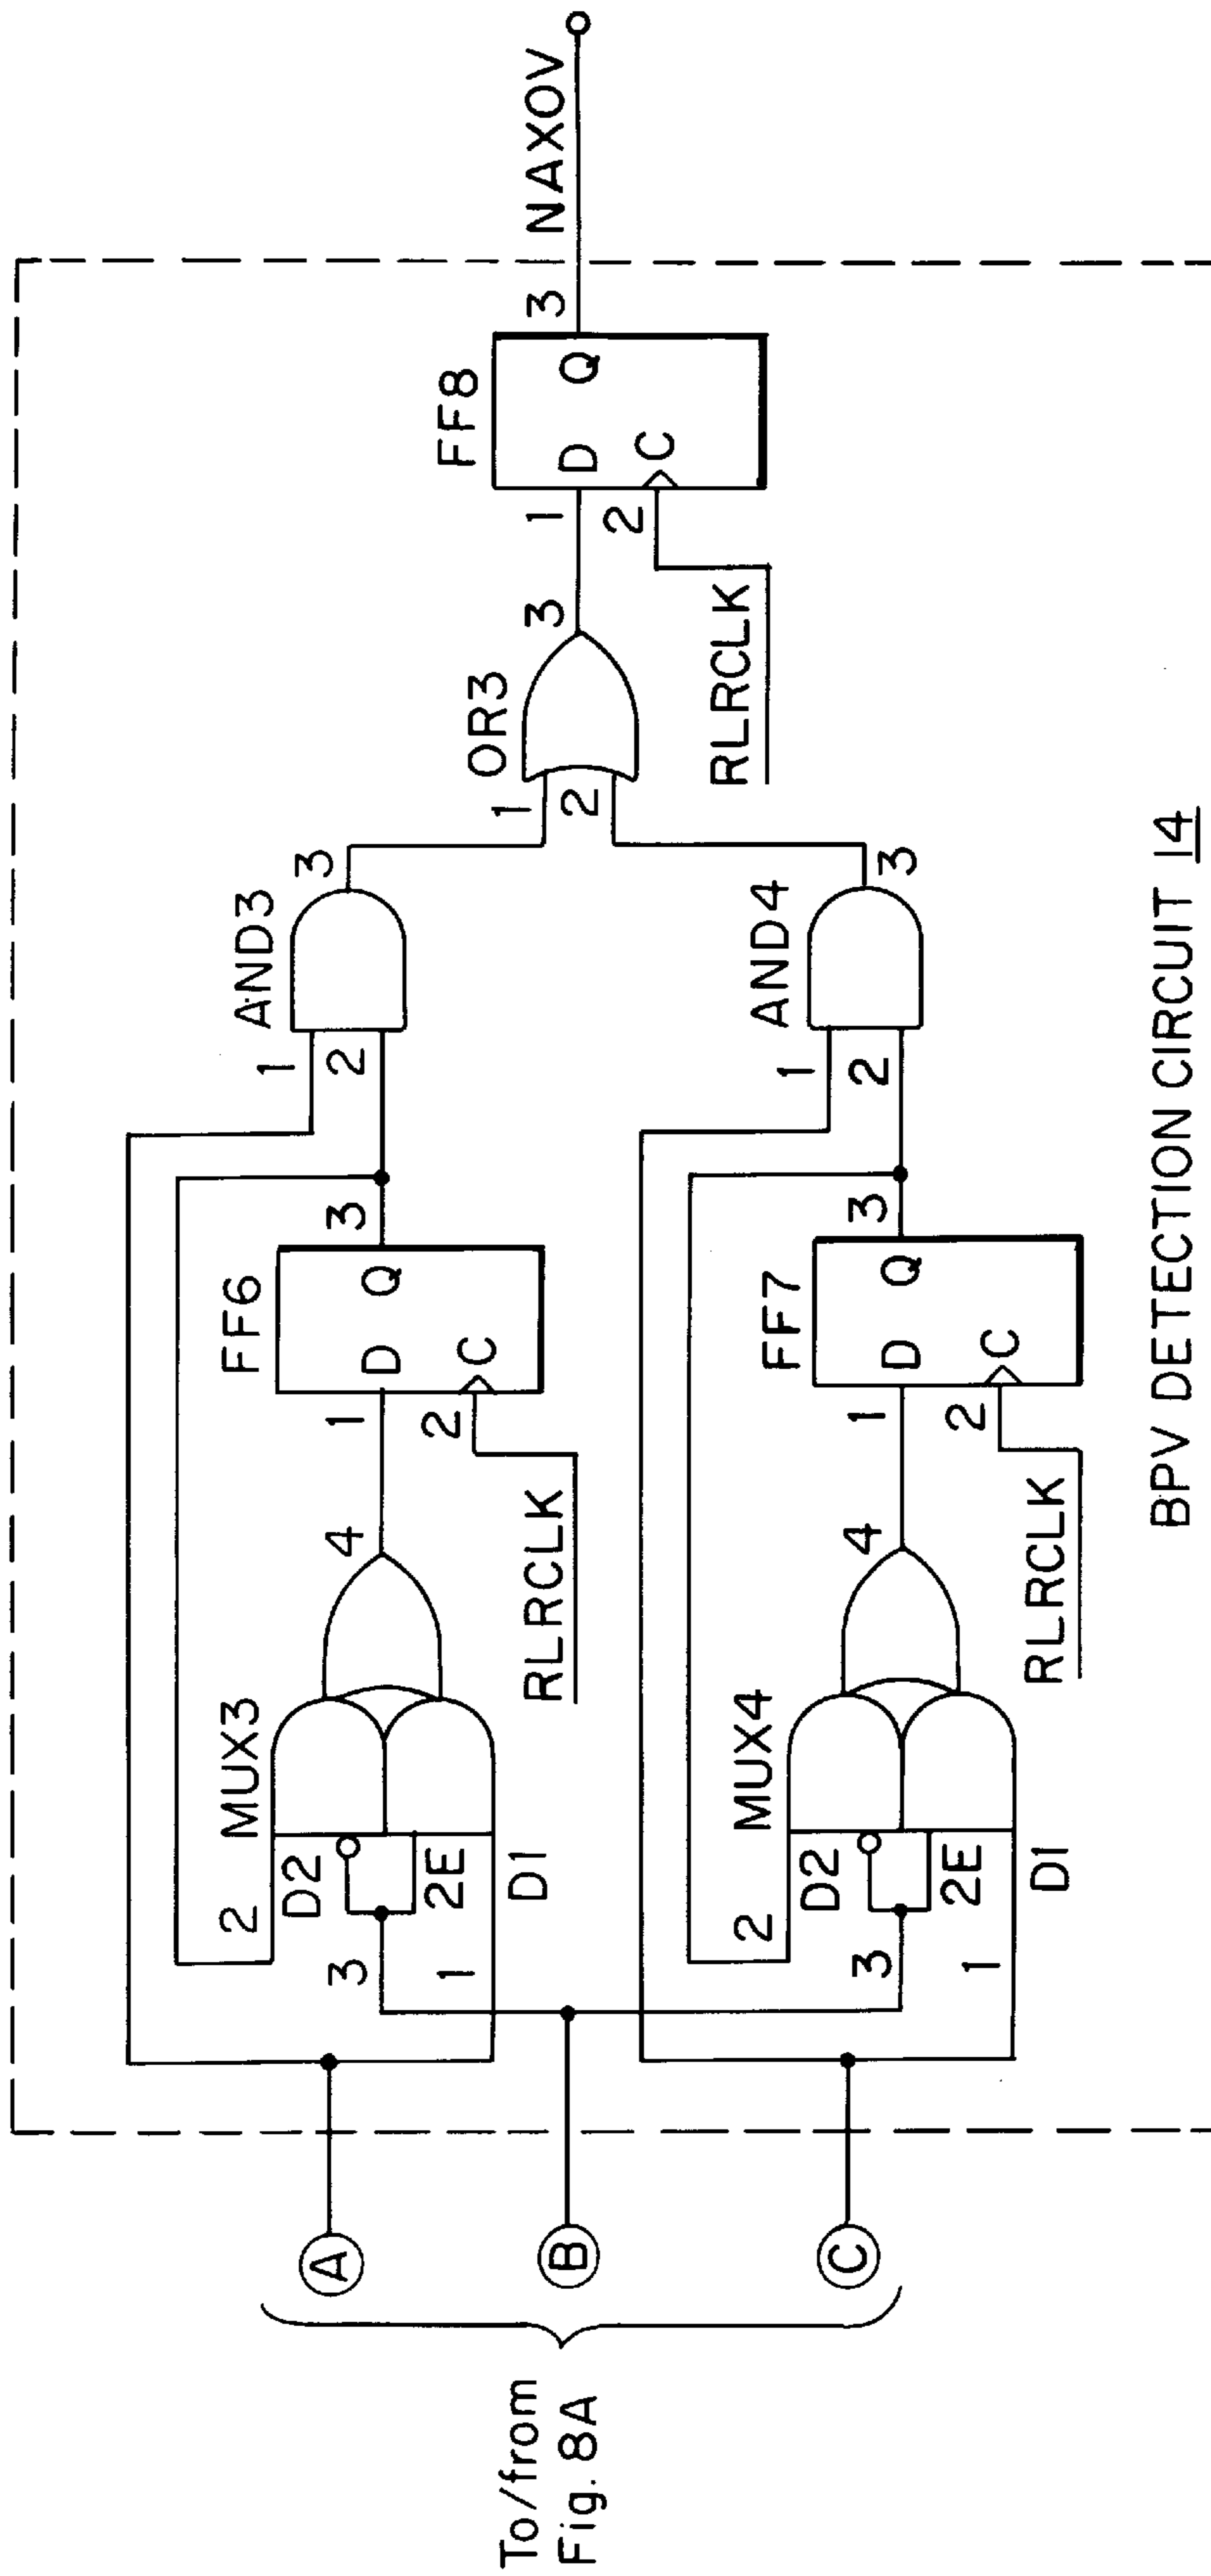 To/from
Fig. 8A
A
B
C
MUX3
2
D2
3
2E
1
D1
4
RLRCLK
FF6
1
D
Q
2
C
3
AND3
1
2
3
MUX4
2
D2
3
2E
1
D1
4
RLRCLK
FF7
1
D
Q
2
C
3
AND4
1
2
3
OR3
1
2
3
RLRCLK
FF8
1
D
Q
2
C
3
NAXOV
BPV DETECTION CIRCUIT 14